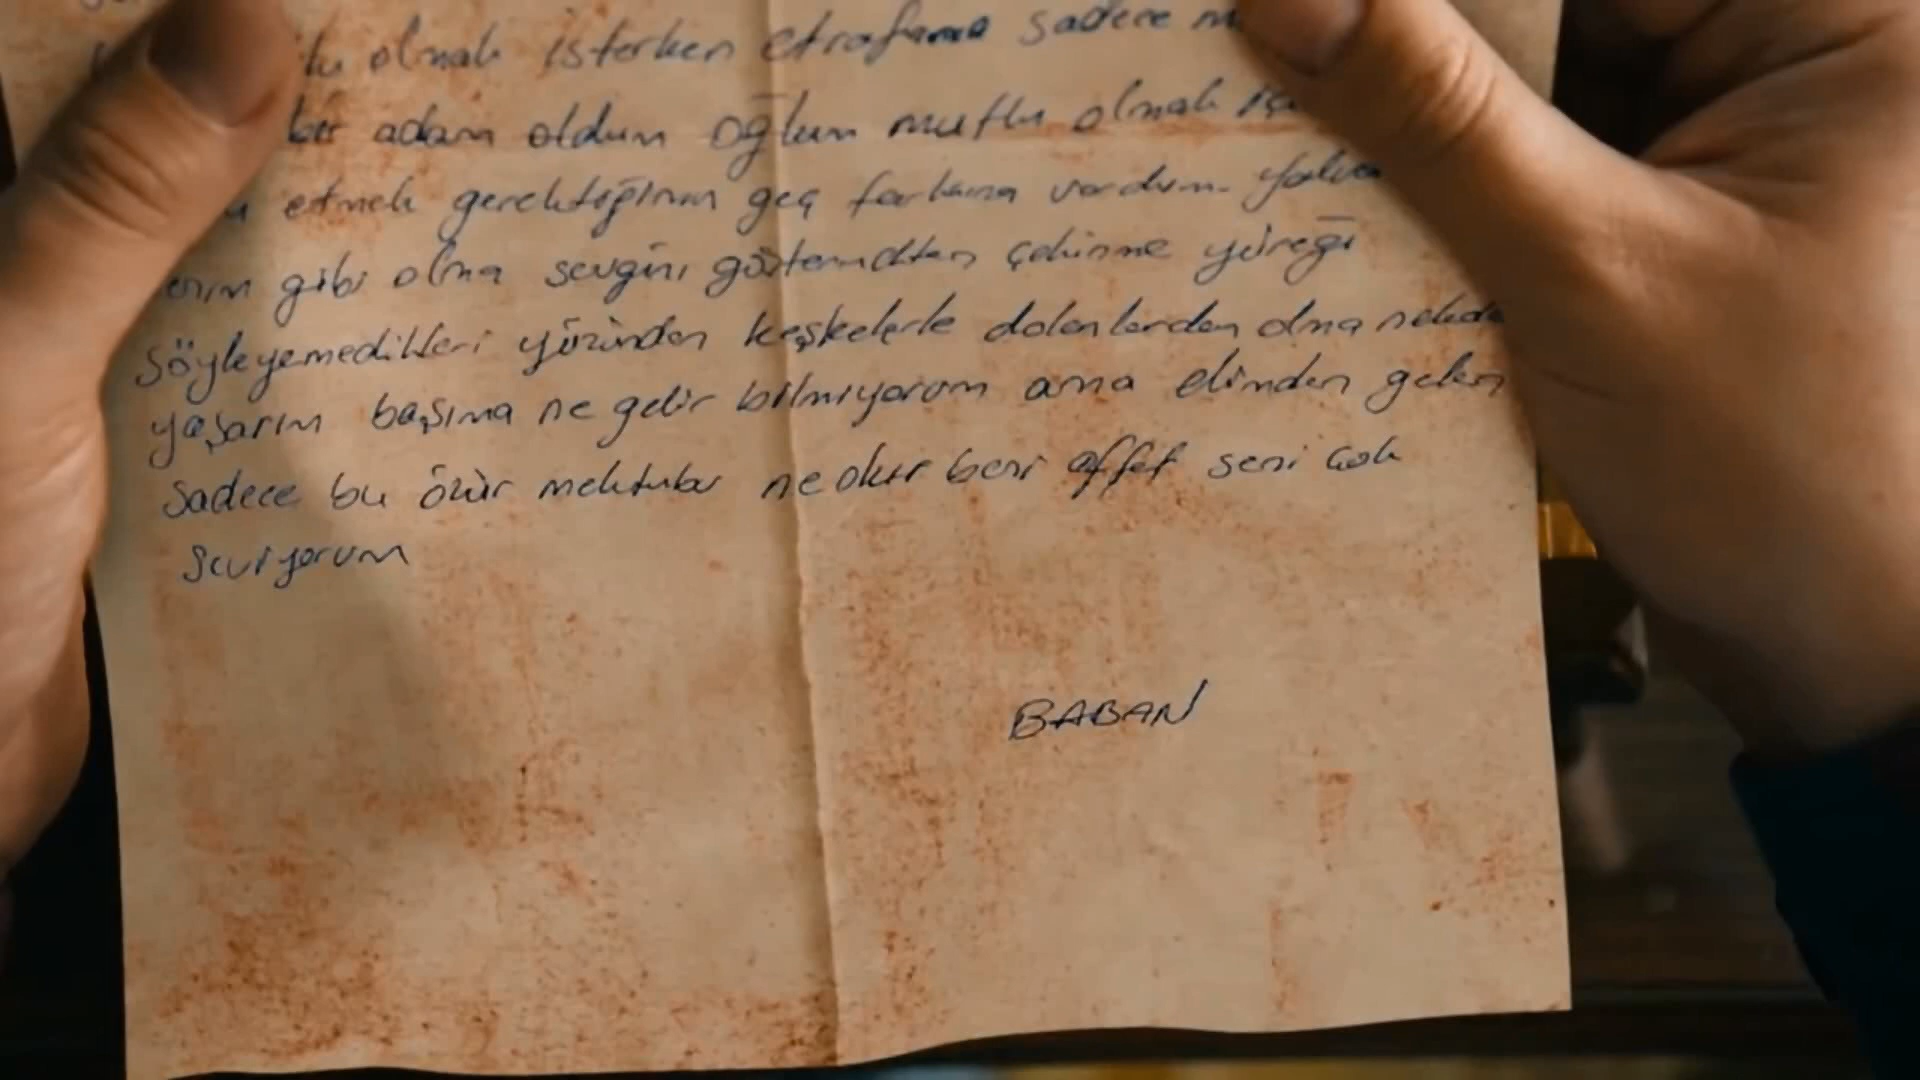 olmak isterken etrafıma sadece
bir adam oldum oğlum mutlu olmak
etmek gerektiğinin geç farkına vardım.
gibi olma sevgini göstermekten çekinme yüreği
söyleyemedikleri yüzünden keşkelerle dolanlardan olma
yaşarım başıma ne gelir bilmiyorum ama elimden gelen
sadece bu özür mektubu ne olur beni affet seni çok
seviyorum
BABAN